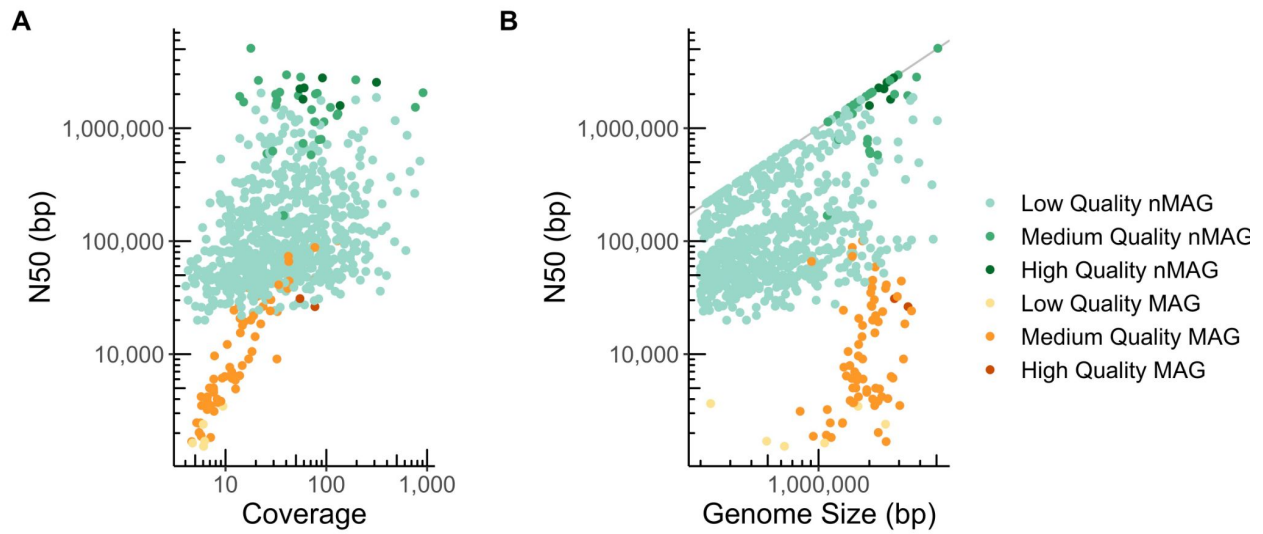 A
N50 (bp)
1,000,000
100,000
10,000
10
100
1,000
Coverage
B
N50 (bp)
1,000,000
100,000
10,000
1,000,000
Genome Size (bp)
Low Quality nMAG
Medium Quality nMAG
High Quality nMAG
Low Quality MAG
Medium Quality MAG
High Quality MAG